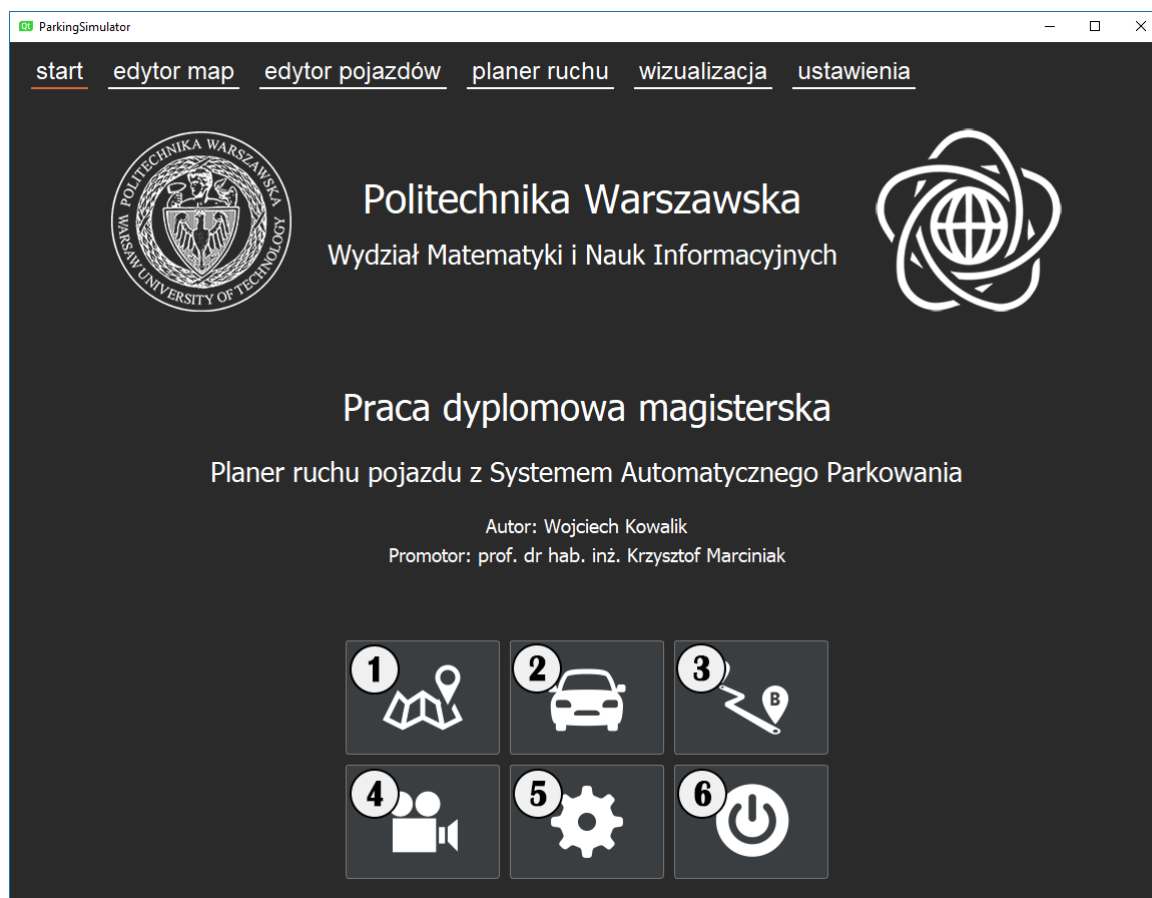 ParkingSimulator
start edytor map edytor pojazdów planer ruchu wizualizacja ustawienia
POLITECHNIKA WARSZAWSKA
WARSAW UNIVERSITY OF TECHNOLOGY
Politechnika Warszawska
Wydział Matematyki i Nauk Informacyjnych
Praca dyplomowa magisterska
Planer ruchu pojazdu z Systemem Automatycznego Parkowania
Autor: Wojciech Kowalik
Promotor: prof. dr hab. inż. Krzysztof Marciniak
1 2 3 B
4 5 6